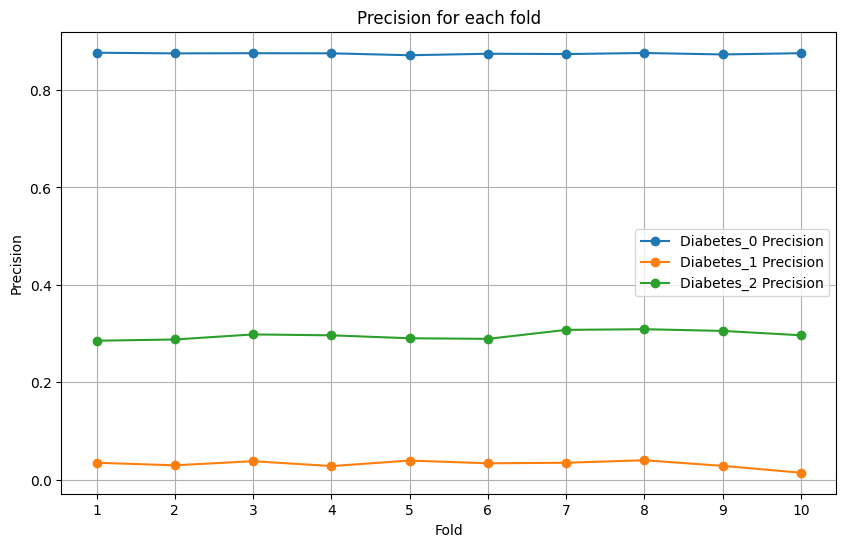 Precision for each fold
Precision
0.8
0.6
0.4
0.2
0.0
Diabetes_0 Precision
Diabetes_1 Precision
Diabetes_2 Precision
1 2 3 4 5 6 7 8 9 10
Fold